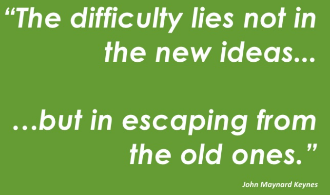 “The difficulty lies not in
the new ideas...
...but in escaping from
the old ones.”
John Maynard Keynes